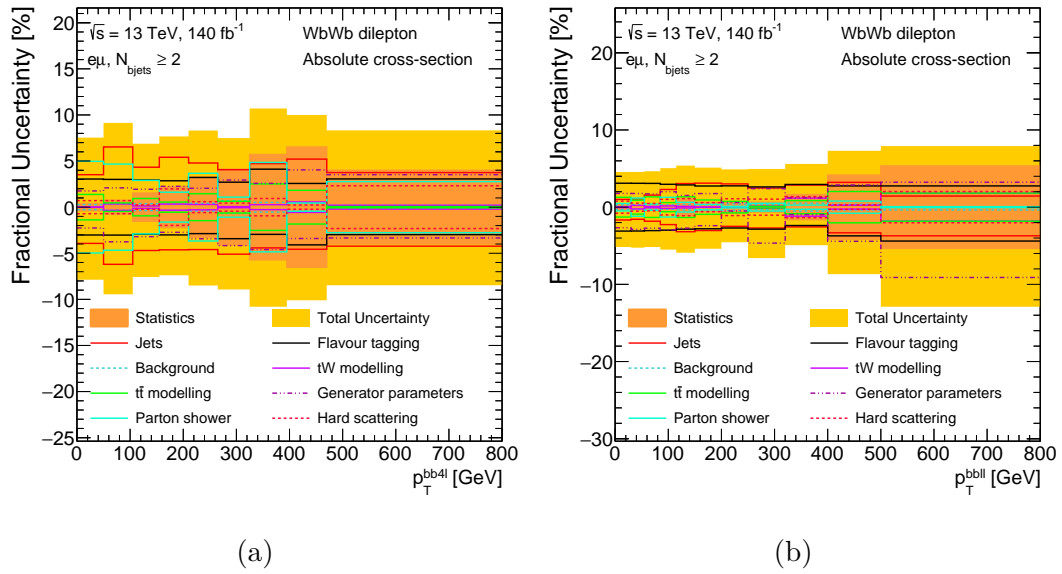 Fractional Uncertainty [%]
√s = 13 TeV, 140 fb⁻¹
WbWb dilepton
eμ, N_bjets ≥ 2
Absolute cross-section
20
15
10
5
0
−5
−10
−15
−20
−25
Statistics
Total Uncertainty
Jets
Flavour tagging
Background
tW modelling
tt̄ modelling
Generator parameters
Parton shower
Hard scattering
0 100 200 300 400 500 600 700 800
p_T^bb4l [GeV]
(a)
Fractional Uncertainty [%]
√s = 13 TeV, 140 fb⁻¹
WbWb dilepton
eμ, N_bjets ≥ 2
Absolute cross-section
20
10
0
−10
−20
−30
Statistics
Total Uncertainty
Jets
Flavour tagging
Background
tW modelling
tt̄ modelling
Generator parameters
Parton shower
Hard scattering
0 100 200 300 400 500 600 700 800
p_T^bbll [GeV]
(b)